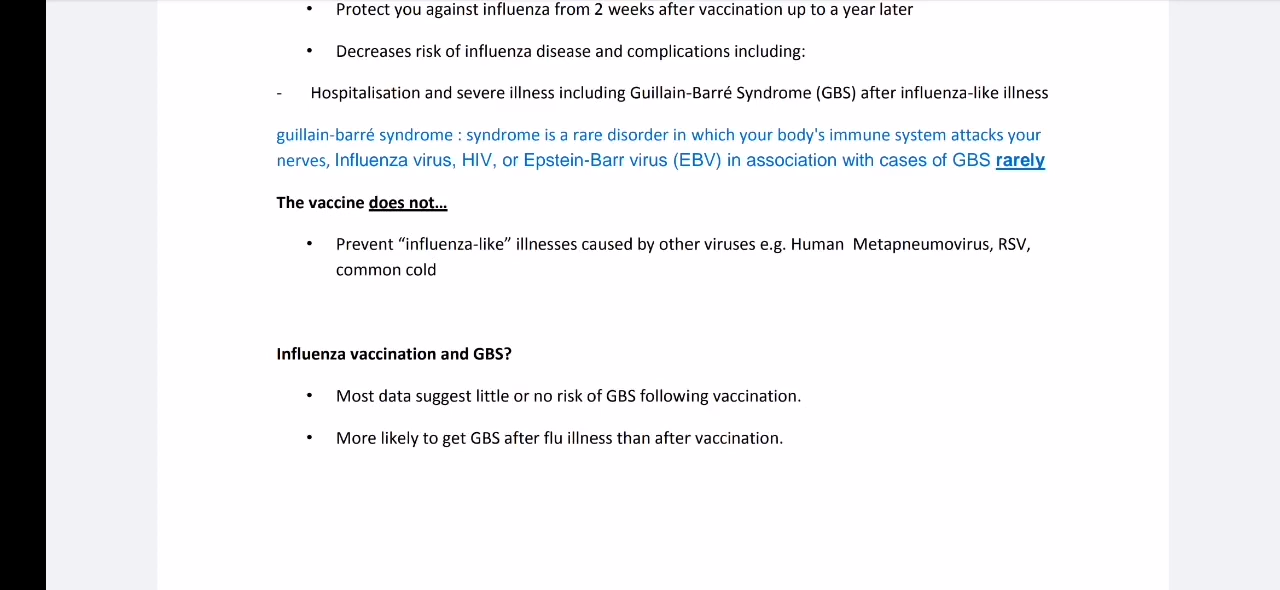 • Protect you against influenza from 2 weeks after vaccination up to a year later
• Decreases risk of influenza disease and complications including:
- Hospitalisation and severe illness including Guillain-Barré Syndrome (GBS) after influenza-like illness
guillain-barré syndrome : syndrome is a rare disorder in which your body's immune system attacks your
nerves, Influenza virus, HIV, or Epstein-Barr virus (EBV) in association with cases of GBS rarely
The vaccine does not...
• Prevent “influenza-like” illnesses caused by other viruses e.g. Human  Metapneumovirus, RSV,
common cold
Influenza vaccination and GBS?
• Most data suggest little or no risk of GBS following vaccination.
• More likely to get GBS after flu illness than after vaccination.